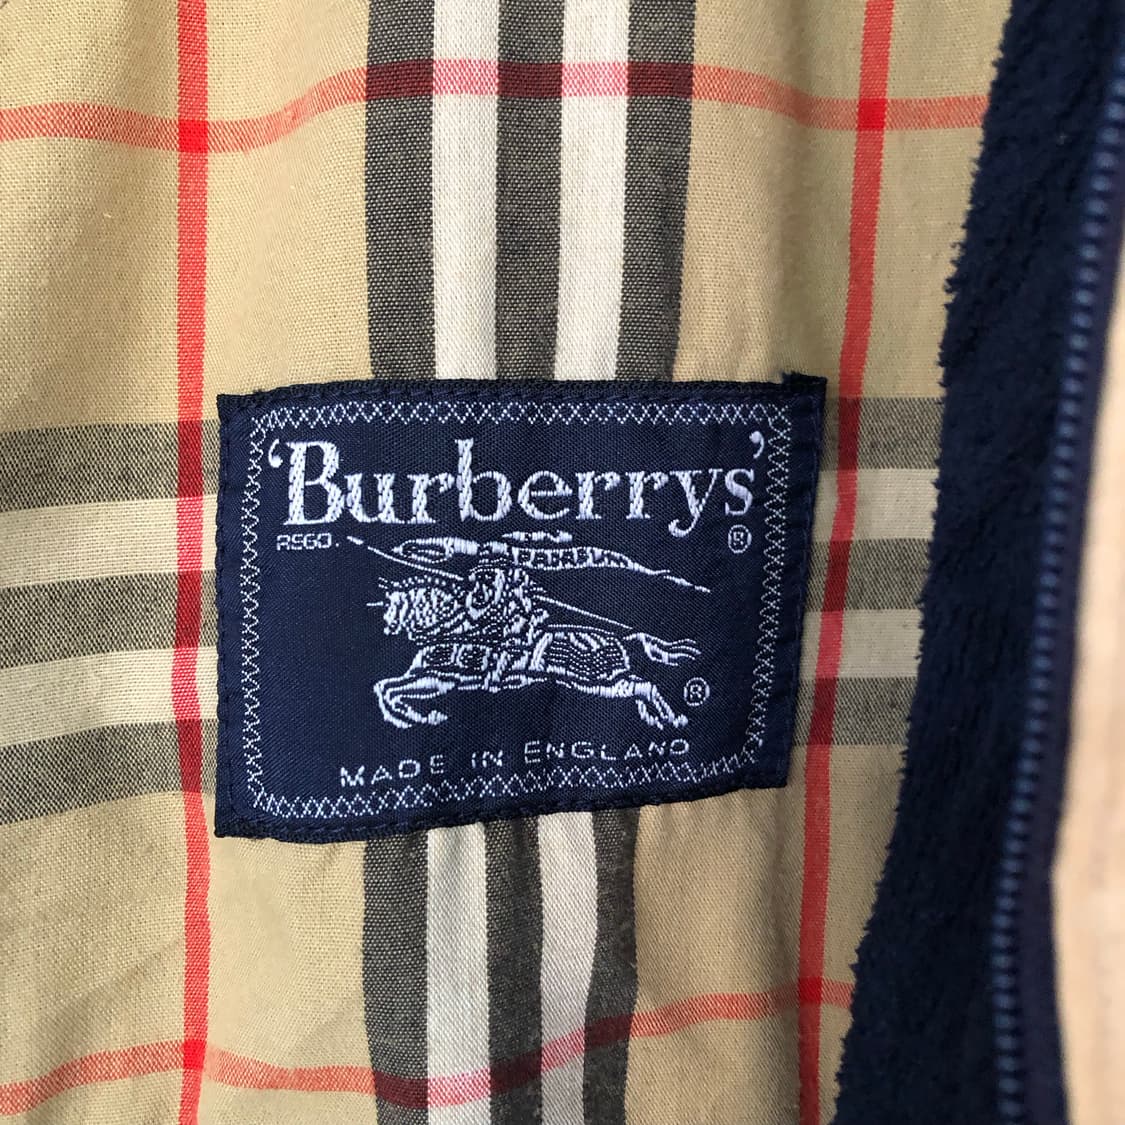 ‘Burberrys’
REGD. ®
®
MADE IN ENGLAND